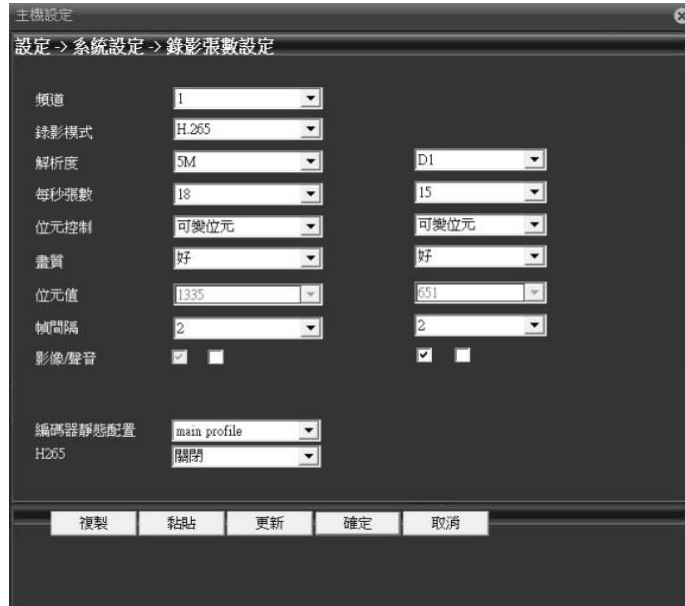 主機設定
設定 -> 系統設定 -> 錄影張數設定
頻道 1
錄影模式 H.265
解析度 5M D1
每秒張數 18 15
位元控制 可變位元 可變位元
畫質 好 好
位元值 1335 651
幀間隔 2 2
影像/聲音
編碼器靜態配置 main profile
H265 關閉
複製 黏貼 更新 確定 取消